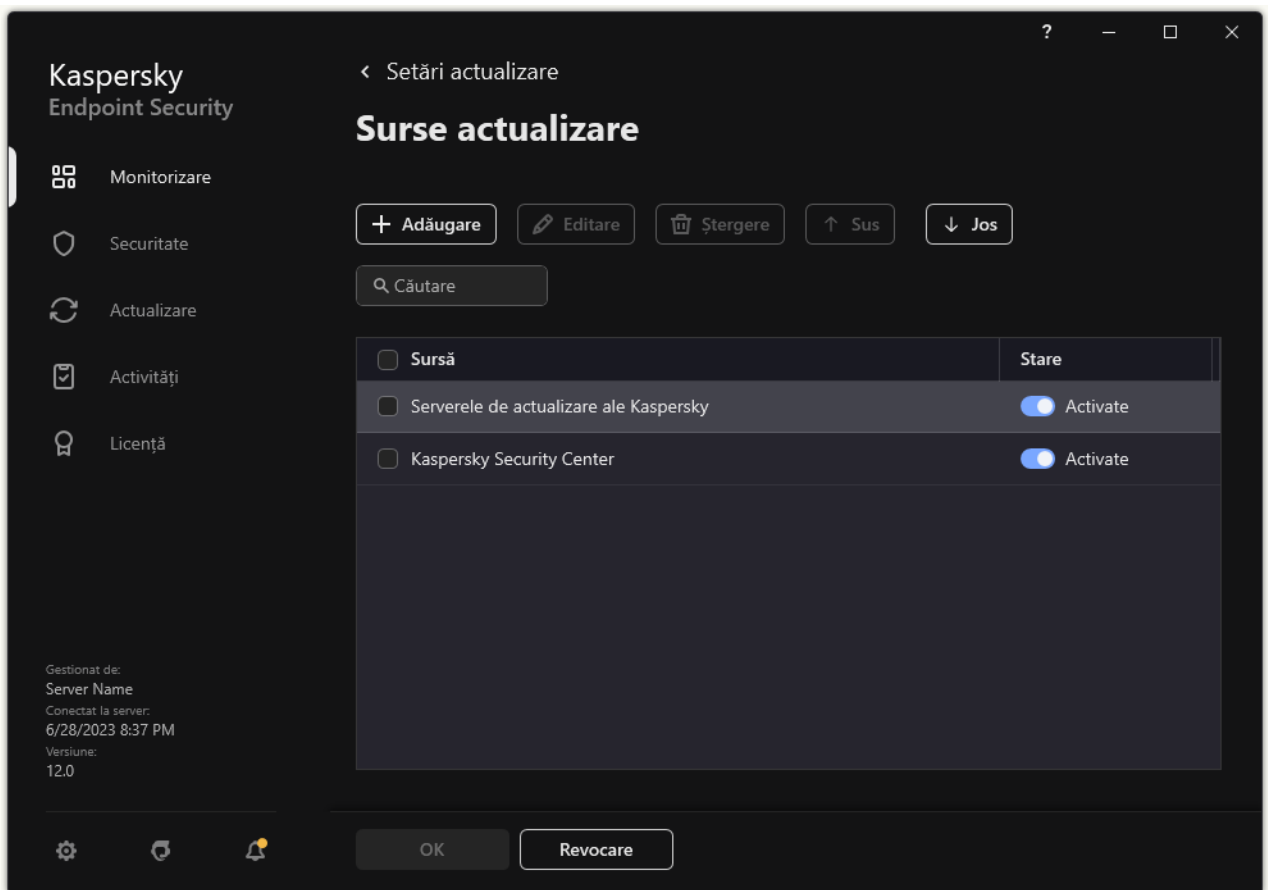 ?
Kaspersky
Endpoint Security
Monitorizare
Securitate
Actualizare
Activități
Licență
Gestionat de:
Server Name
Conectat la server:
6/28/2023 8:37 PM
Versiune:
12.0
Setări actualizare
Surse actualizare
Adăugare Editare Ștergere Sus Jos
Căutare
Sursă Stare
Serverele de actualizare ale Kaspersky Activate
Kaspersky Security Center Activate
OK Revocare